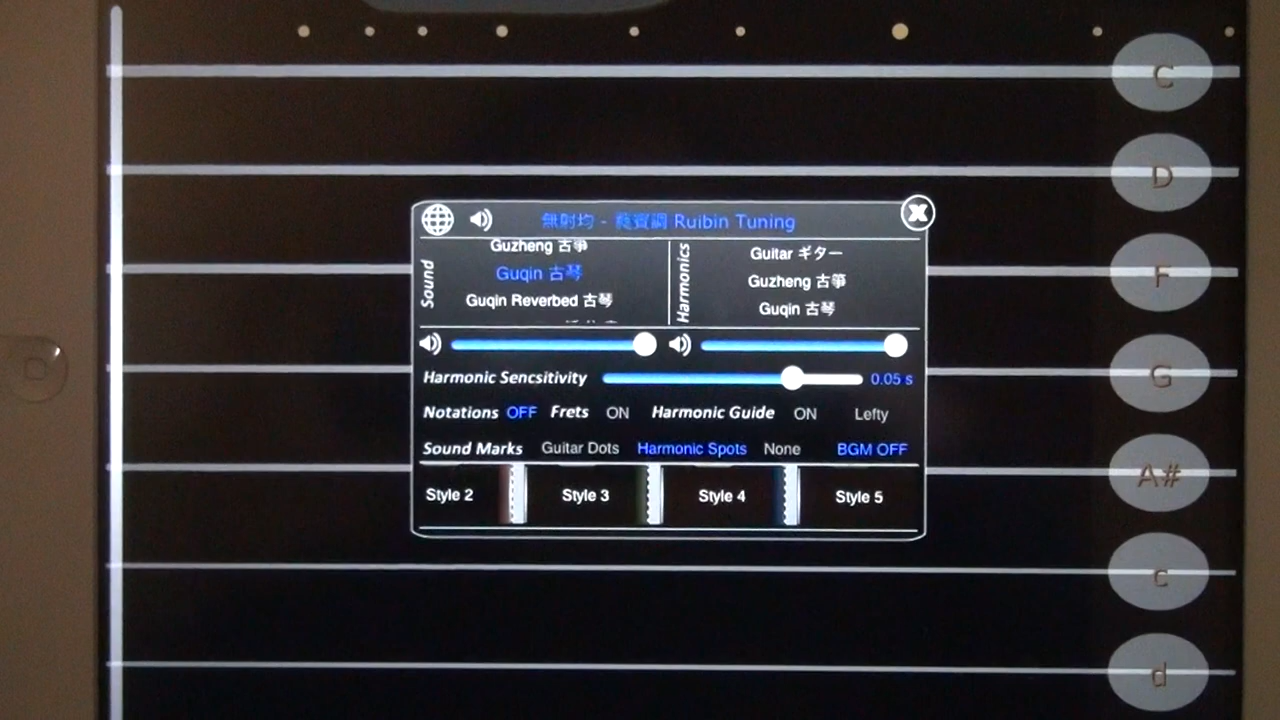 C
D
F
G
A#
c
d
無射均 - 蕤賓調 Ruibin Tuning
Sound
Guzheng 古箏
Guqin 古琴
Guqin Reverbed 古琴
Harmonics
Guitar ギター
Guzheng 古箏
Guqin 古琴
Harmonic Sencsitivity 0.05 s
Notations OFF Frets ON Harmonic Guide ON Lefty
Sound Marks Guitar Dots Harmonic Spots None BGM OFF
Style 2 Style 3 Style 4 Style 5